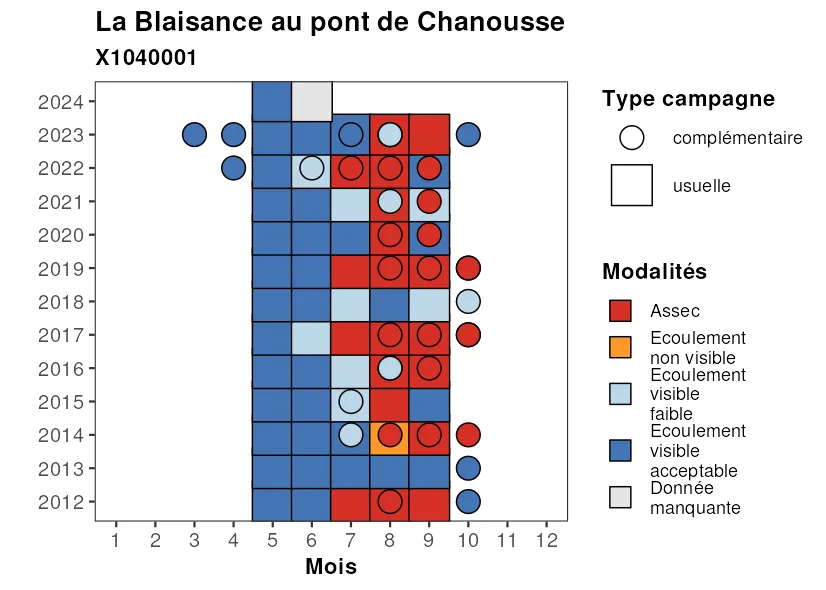 La Blaisance au pont de Chanousse
X1040001
2024
2023
2022
2021
2020
2019
2018
2017
2016
2015
2014
2013
2012
1 2 3 4 5 6 7 8 9 10 11 12
Mois
Type campagne
complémentaire
usuelle
Modalités
Assec
Ecoulement
non visible
Ecoulement
visible
faible
Ecoulement
visible
acceptable
Donnée
manquante